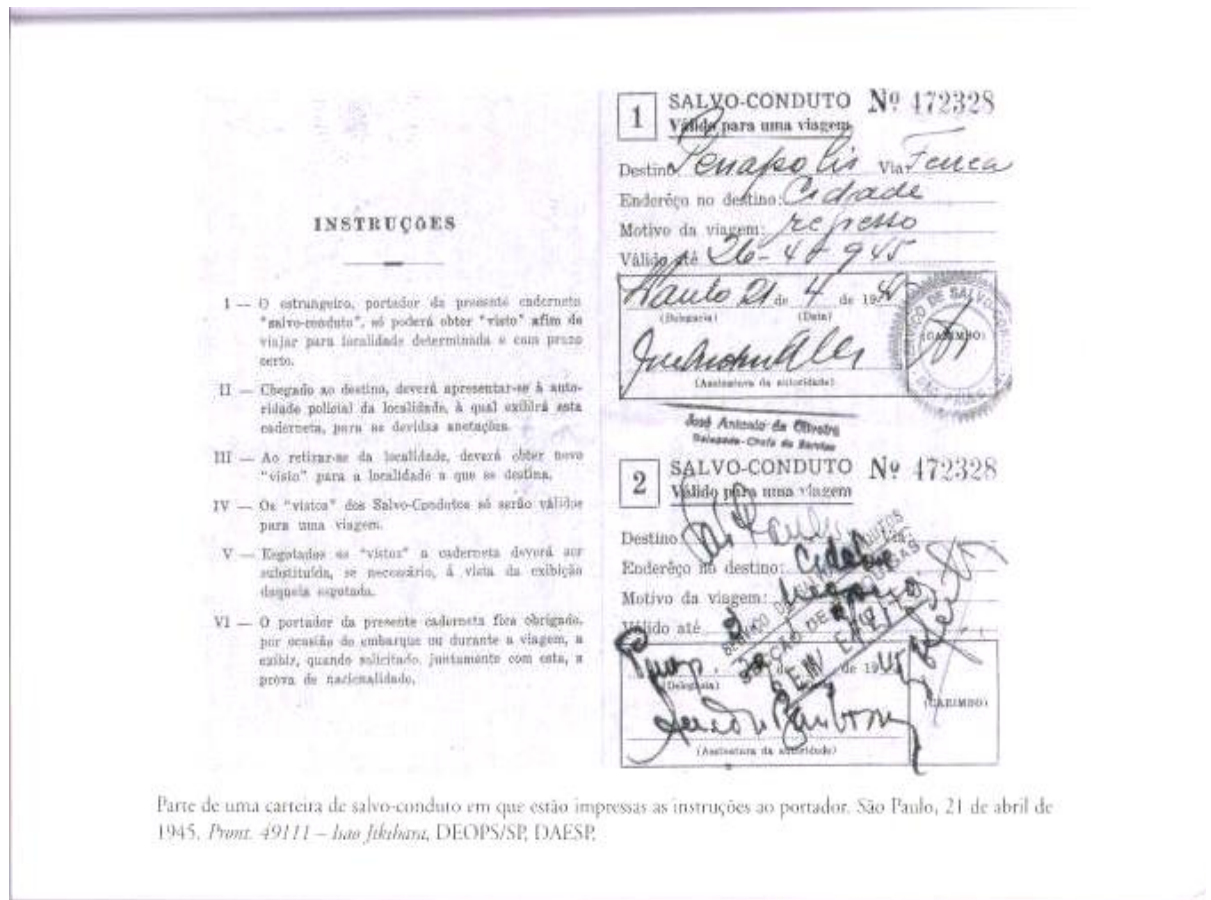 INSTRUÇÕES
I — O estrangeiro, portador da presente caderneta
"salvo-conduto", só poderá obter "visto" afim de
viajar para localidade determinada e com prazo
certo.
II — Chegado ao destino, deverá apresentar-se à auto-
ridade policial da localidade, à qual exibirá esta
caderneta, para as devidas anotações.
III — Ao retirar-se da localidade, deverá obter novo
"visto" para a localidade a que se destina.
IV — Os "vistos" dos Salvo-Condutos só serão válidos
para uma viagem.
V — Esgotados os "vistos" a caderneta deverá ser
substituída, se necessário, á vista da exibição
daquela esgotada.
VI — O portador da presente caderneta fica obrigado,
por ocasião do embarque ou durante a viagem, a
exibir, quando solicitado, juntamente com esta, a
prova de nacionalidade.
1 SALVO-CONDUTO Nº 472328
Válido para uma viagem
Destino Penapolis Via
Endereço no destino: Cidade
Motivo da viagem: regresso
Válido até 26-4-945
S Paulo 21 de 4 de 194
(Delegacia) (Data)
(CARIMBO)
(Assinatura da autoridade)
José Antonio de Oliveira
Delegado-Chefe do Serviço
2 SALVO-CONDUTO Nº 472328
Válido para uma viagem
Destino São Paulo Via
Endereço no destino: Cidade
Motivo da viagem:
Válido até
de 194
(Delegacia)
(CARIMBO)
(Assinatura da autoridade)
Parte de uma carteira de salvo-conduto em que estão impressas as instruções ao portador. São Paulo, 21 de abril de
1945. Pront. 49111 – Isao Jikihara, DEOPS/SP, DAESP.